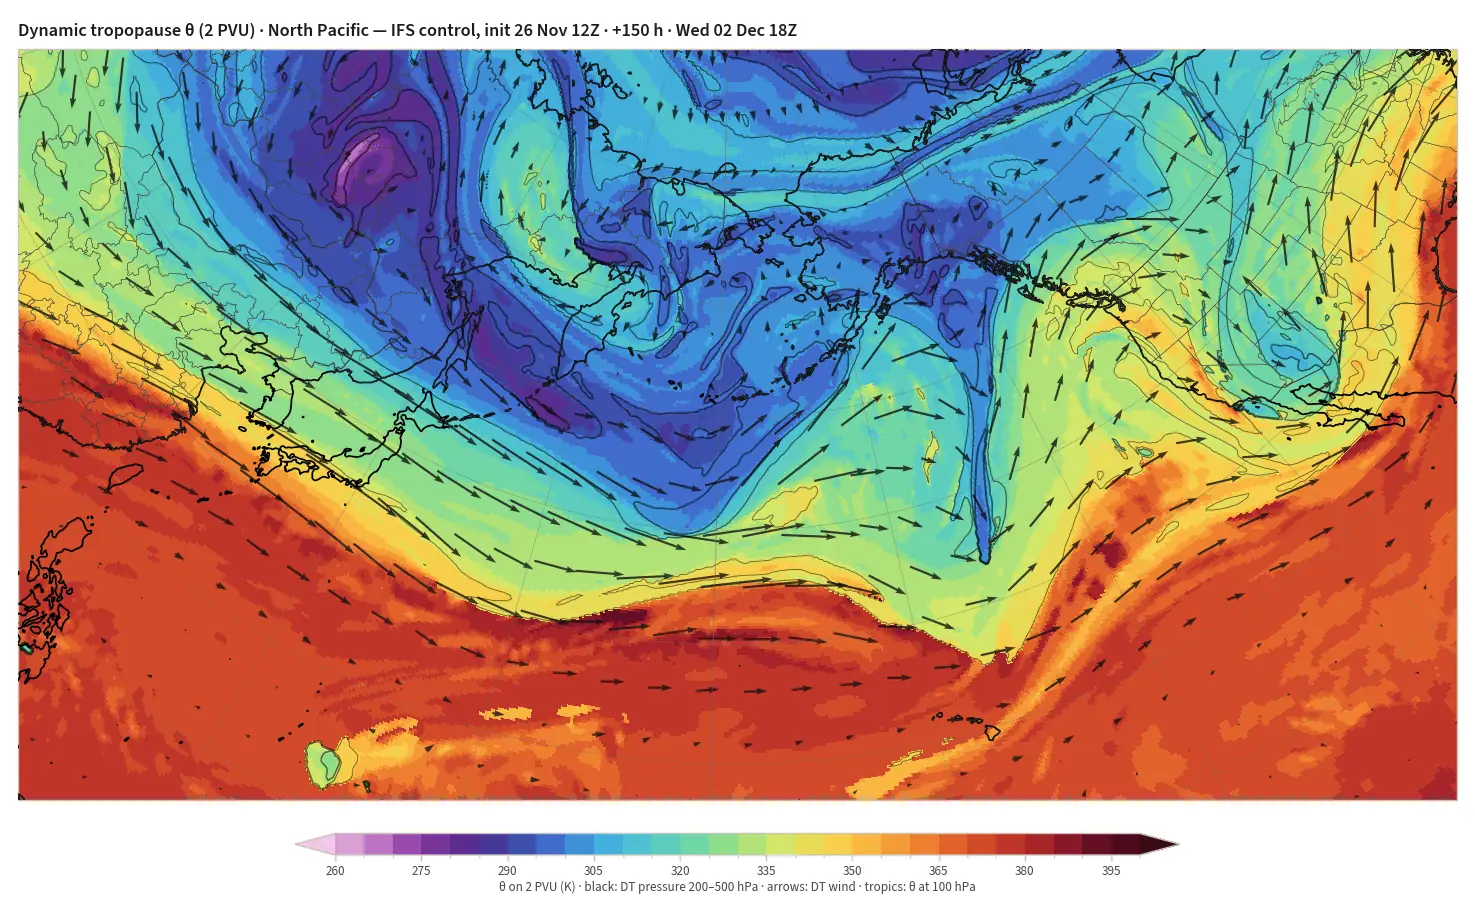 Dynamic tropopause θ (2 PVU) · North Pacific — IFS control, init 26 Nov 12Z · +150 h · Wed 02 Dec 18Z
260 275 290 305 320 335 350 365 380 395
θ on 2 PVU (K) · black: DT pressure 200–500 hPa · arrows: DT wind · tropics: θ at 100 hPa